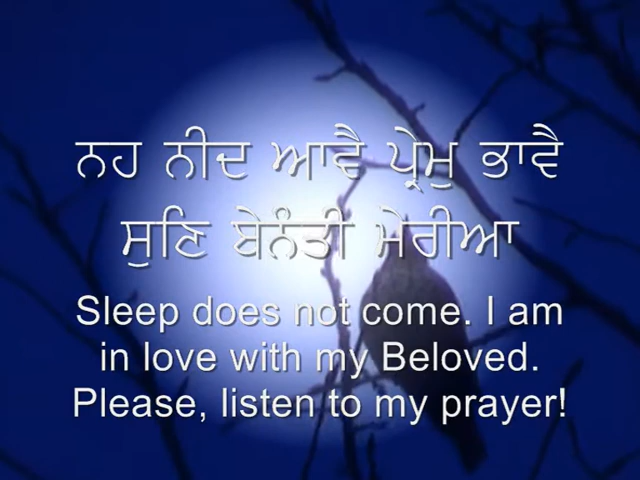 ਨਹ ਨੀਦ ਆਵੈ ਪ੍ਰੇਮੁ ਭਾਵੈ
ਸੁਣਿ ਬੇਨੰਤੀ ਮੇਰੀਆ
Sleep does not come. I am
in love with my Beloved.
Please, listen to my prayer!